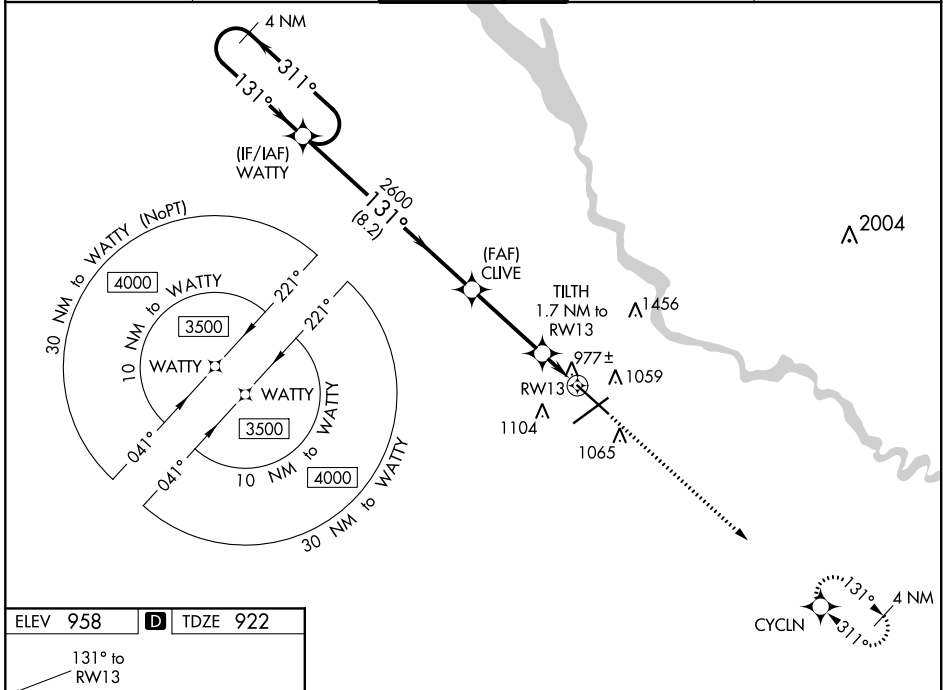 4 NM
311°
131°
(IF/IAF)
WATTY
2600
131°
(8.2)
(FAF)
CLIVE
TILTH
1.7 NM to
RW13
2004
1456
977±
1059
RW13
1104
1065
30 NM to WATTY (NoPT)
4000
10 NM to WATTY
3500
221°
WATTY
041°
221°
WATTY
3500
10 NM to WATTY
4000
30 NM to WATTY
041°
131°
4 NM
311°
CYCLN
ELEV 958 D TDZE 922
131° to
RW13